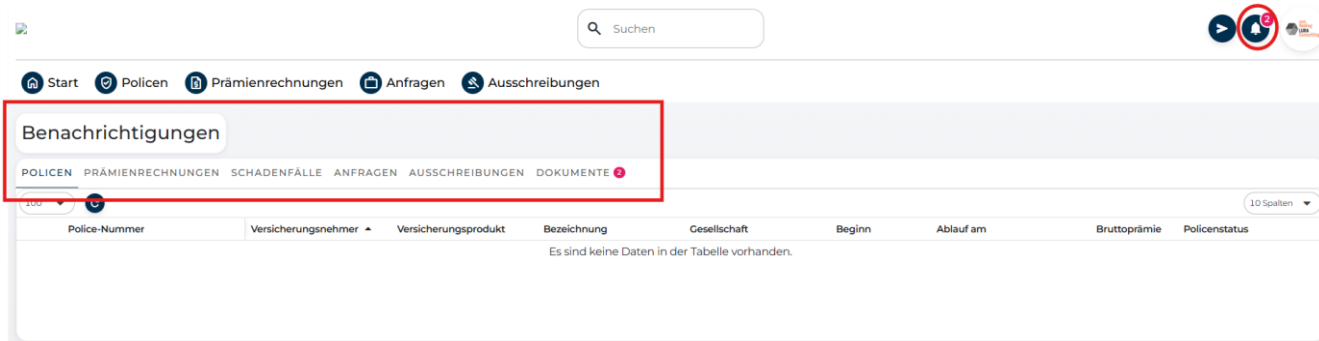 Suchen
2
Start Policen Prämienrechnungen Anfragen Ausschreibungen
Benachrichtigungen
POLICEN PRÄMIENRECHNUNGEN SCHADENFÄLLE ANFRAGEN AUSSCHREIBUNGEN DOKUMENTE 2
100 10 Spalten
Police-Nummer Versicherungsnehmer Versicherungsprodukt Bezeichnung Gesellschaft Beginn Ablauf am Bruttoprämie Policenstatus
Es sind keine Daten in der Tabelle vorhanden.